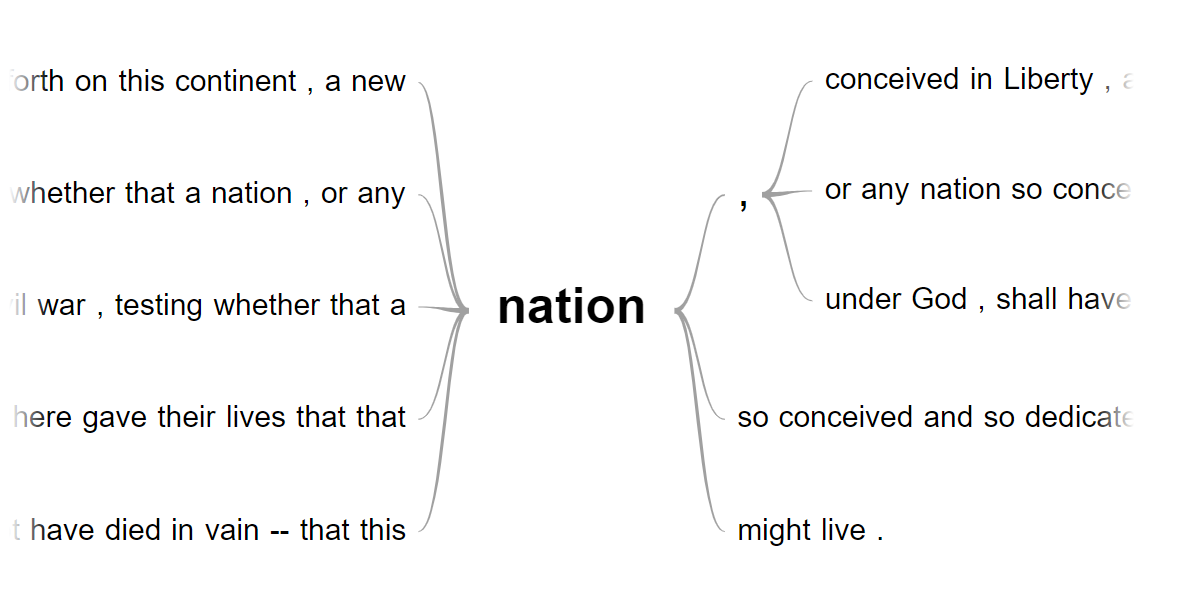 orth on this continent , a new
whether that a nation , or any
il war , testing whether that a
here gave their lives that that
t have died in vain -- that this
nation
,
conceived in Liberty ,
or any nation so conce
under God , shall have
so conceived and so dedicate
might live .